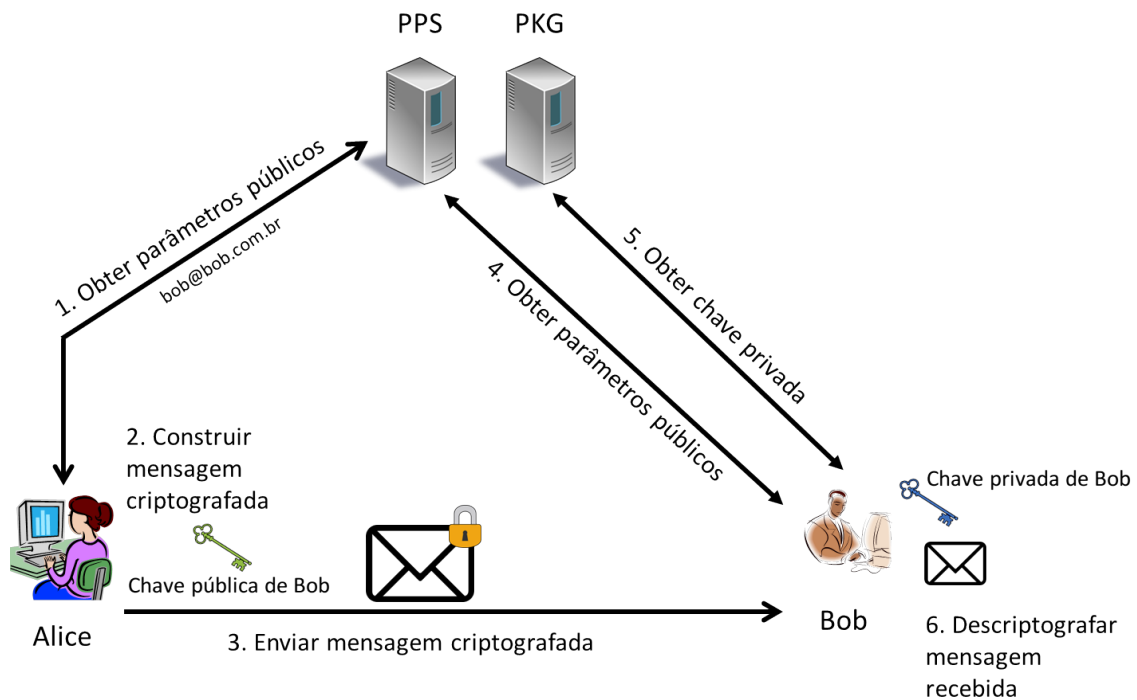 PPS
PKG
1. Obter parâmetros públicos
bob@bob.com.br
4. Obter parâmetros públicos
5. Obter chave privada
2. Construir
mensagem
criptografada
Chave pública de Bob
Alice
3. Enviar mensagem criptografada
Chave privada de Bob
Bob
6. Descriptografar
mensagem
recebida